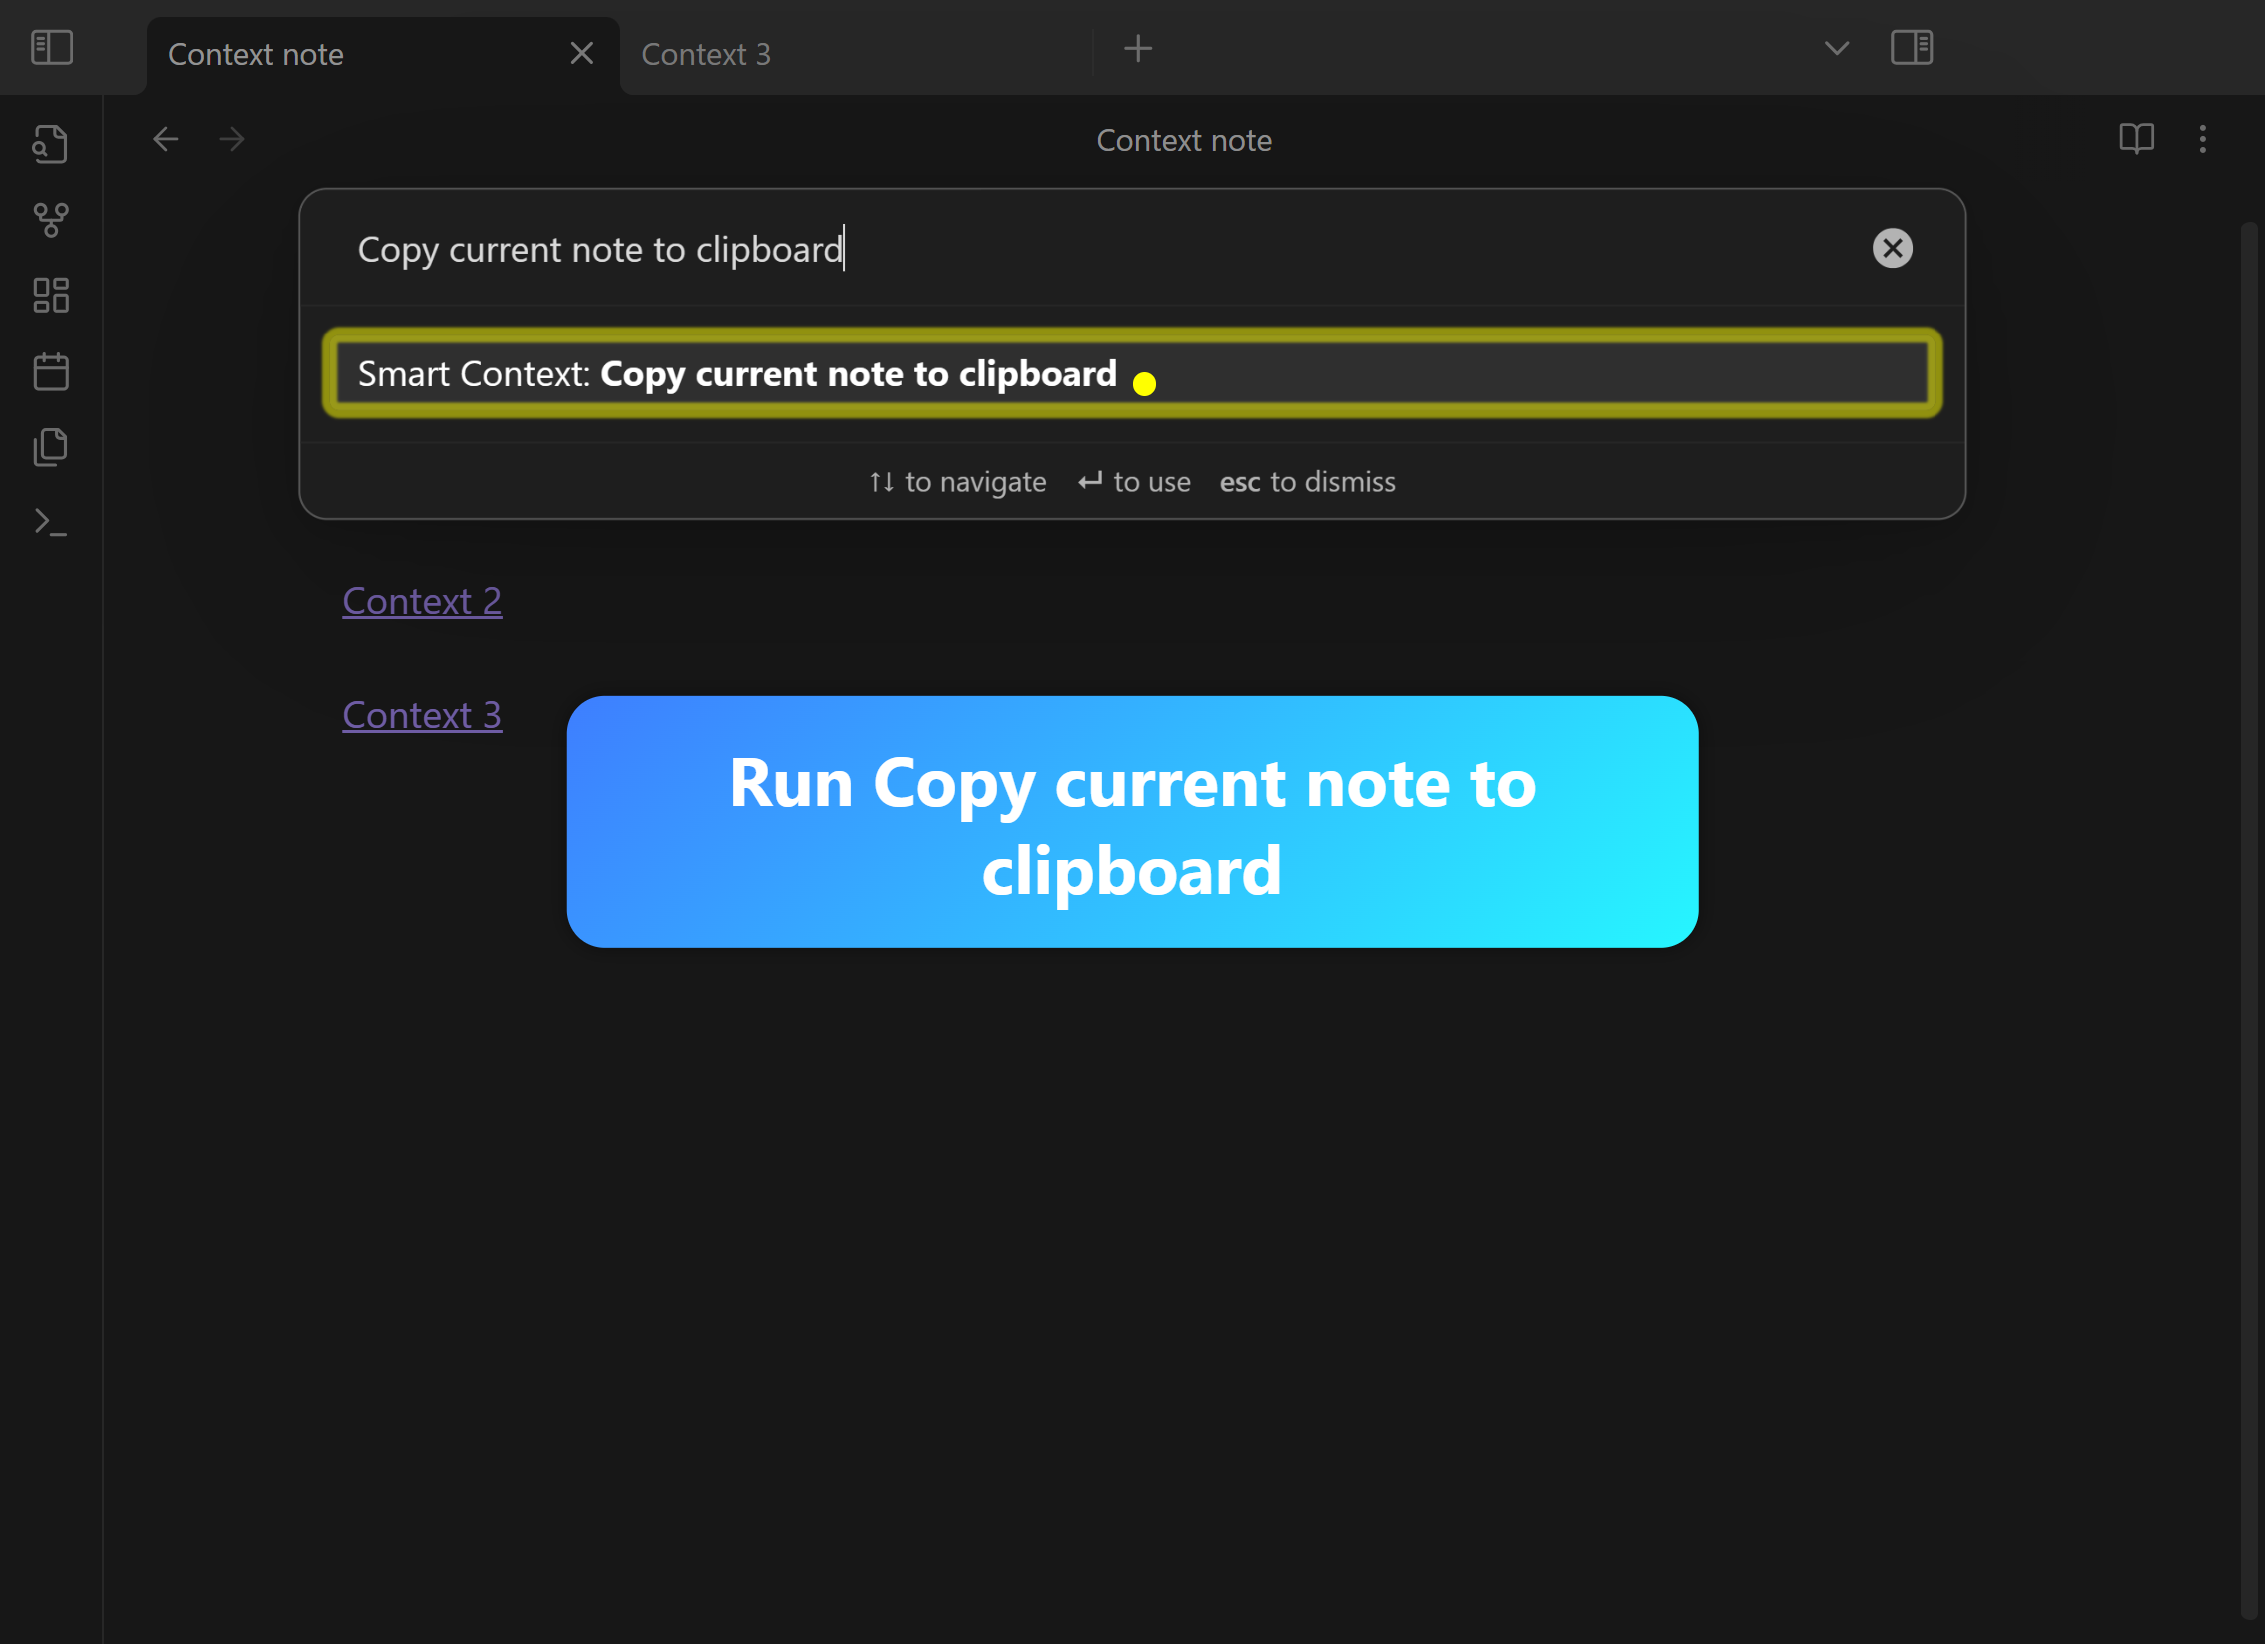 Context note
Context 3
Context note
Copy current note to clipboard
Smart Context: Copy current note to clipboard
↑↓ to navigate ↵ to use esc to dismiss
Context 2
Context 3
Run Copy current note to
clipboard